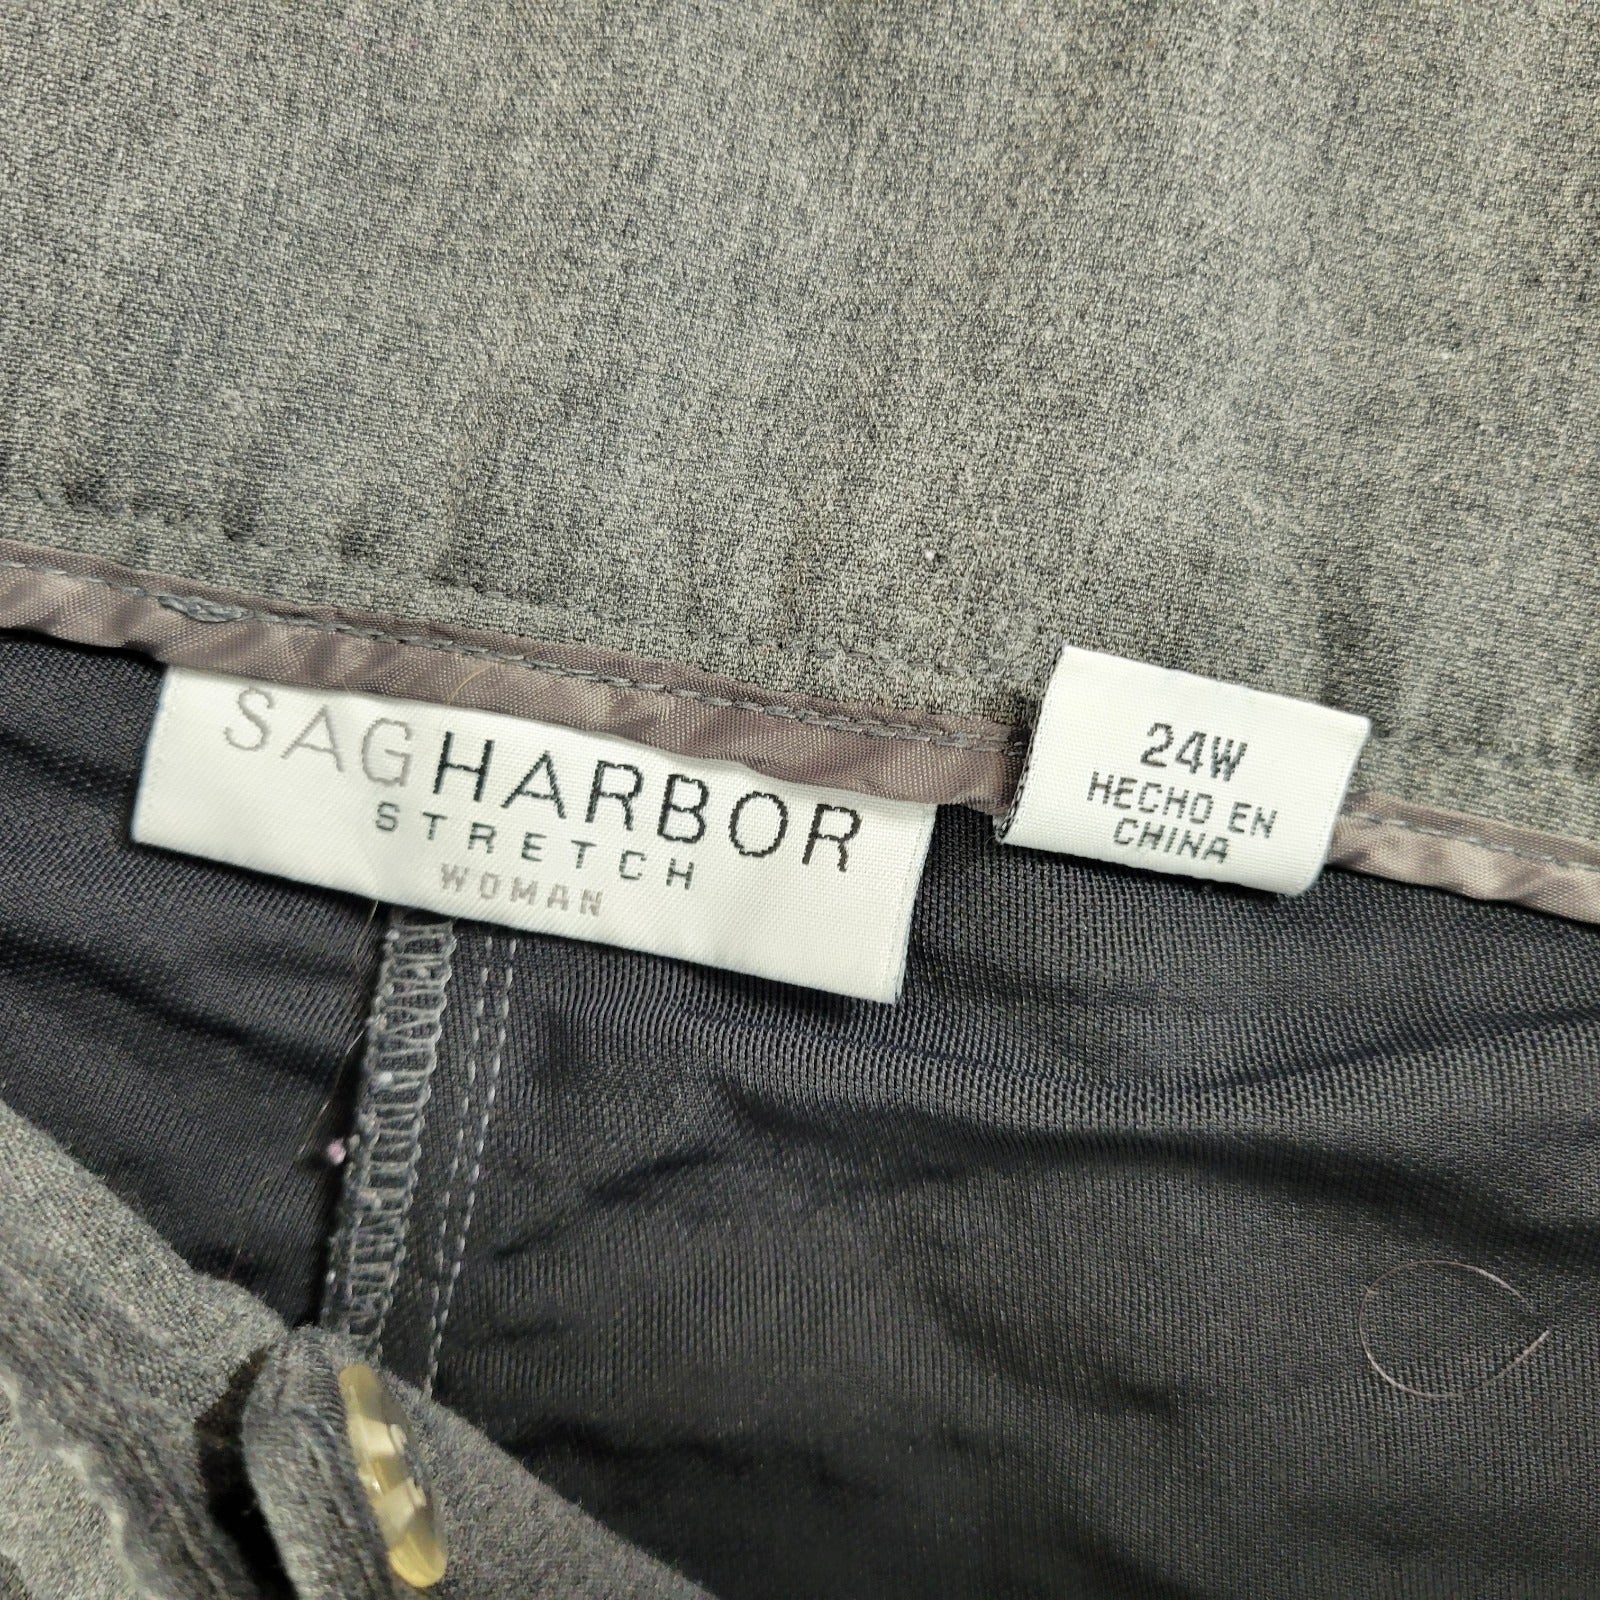 SAGHARBOR
STRETCH
WOMAN
24W
HECHO EN
CHINA